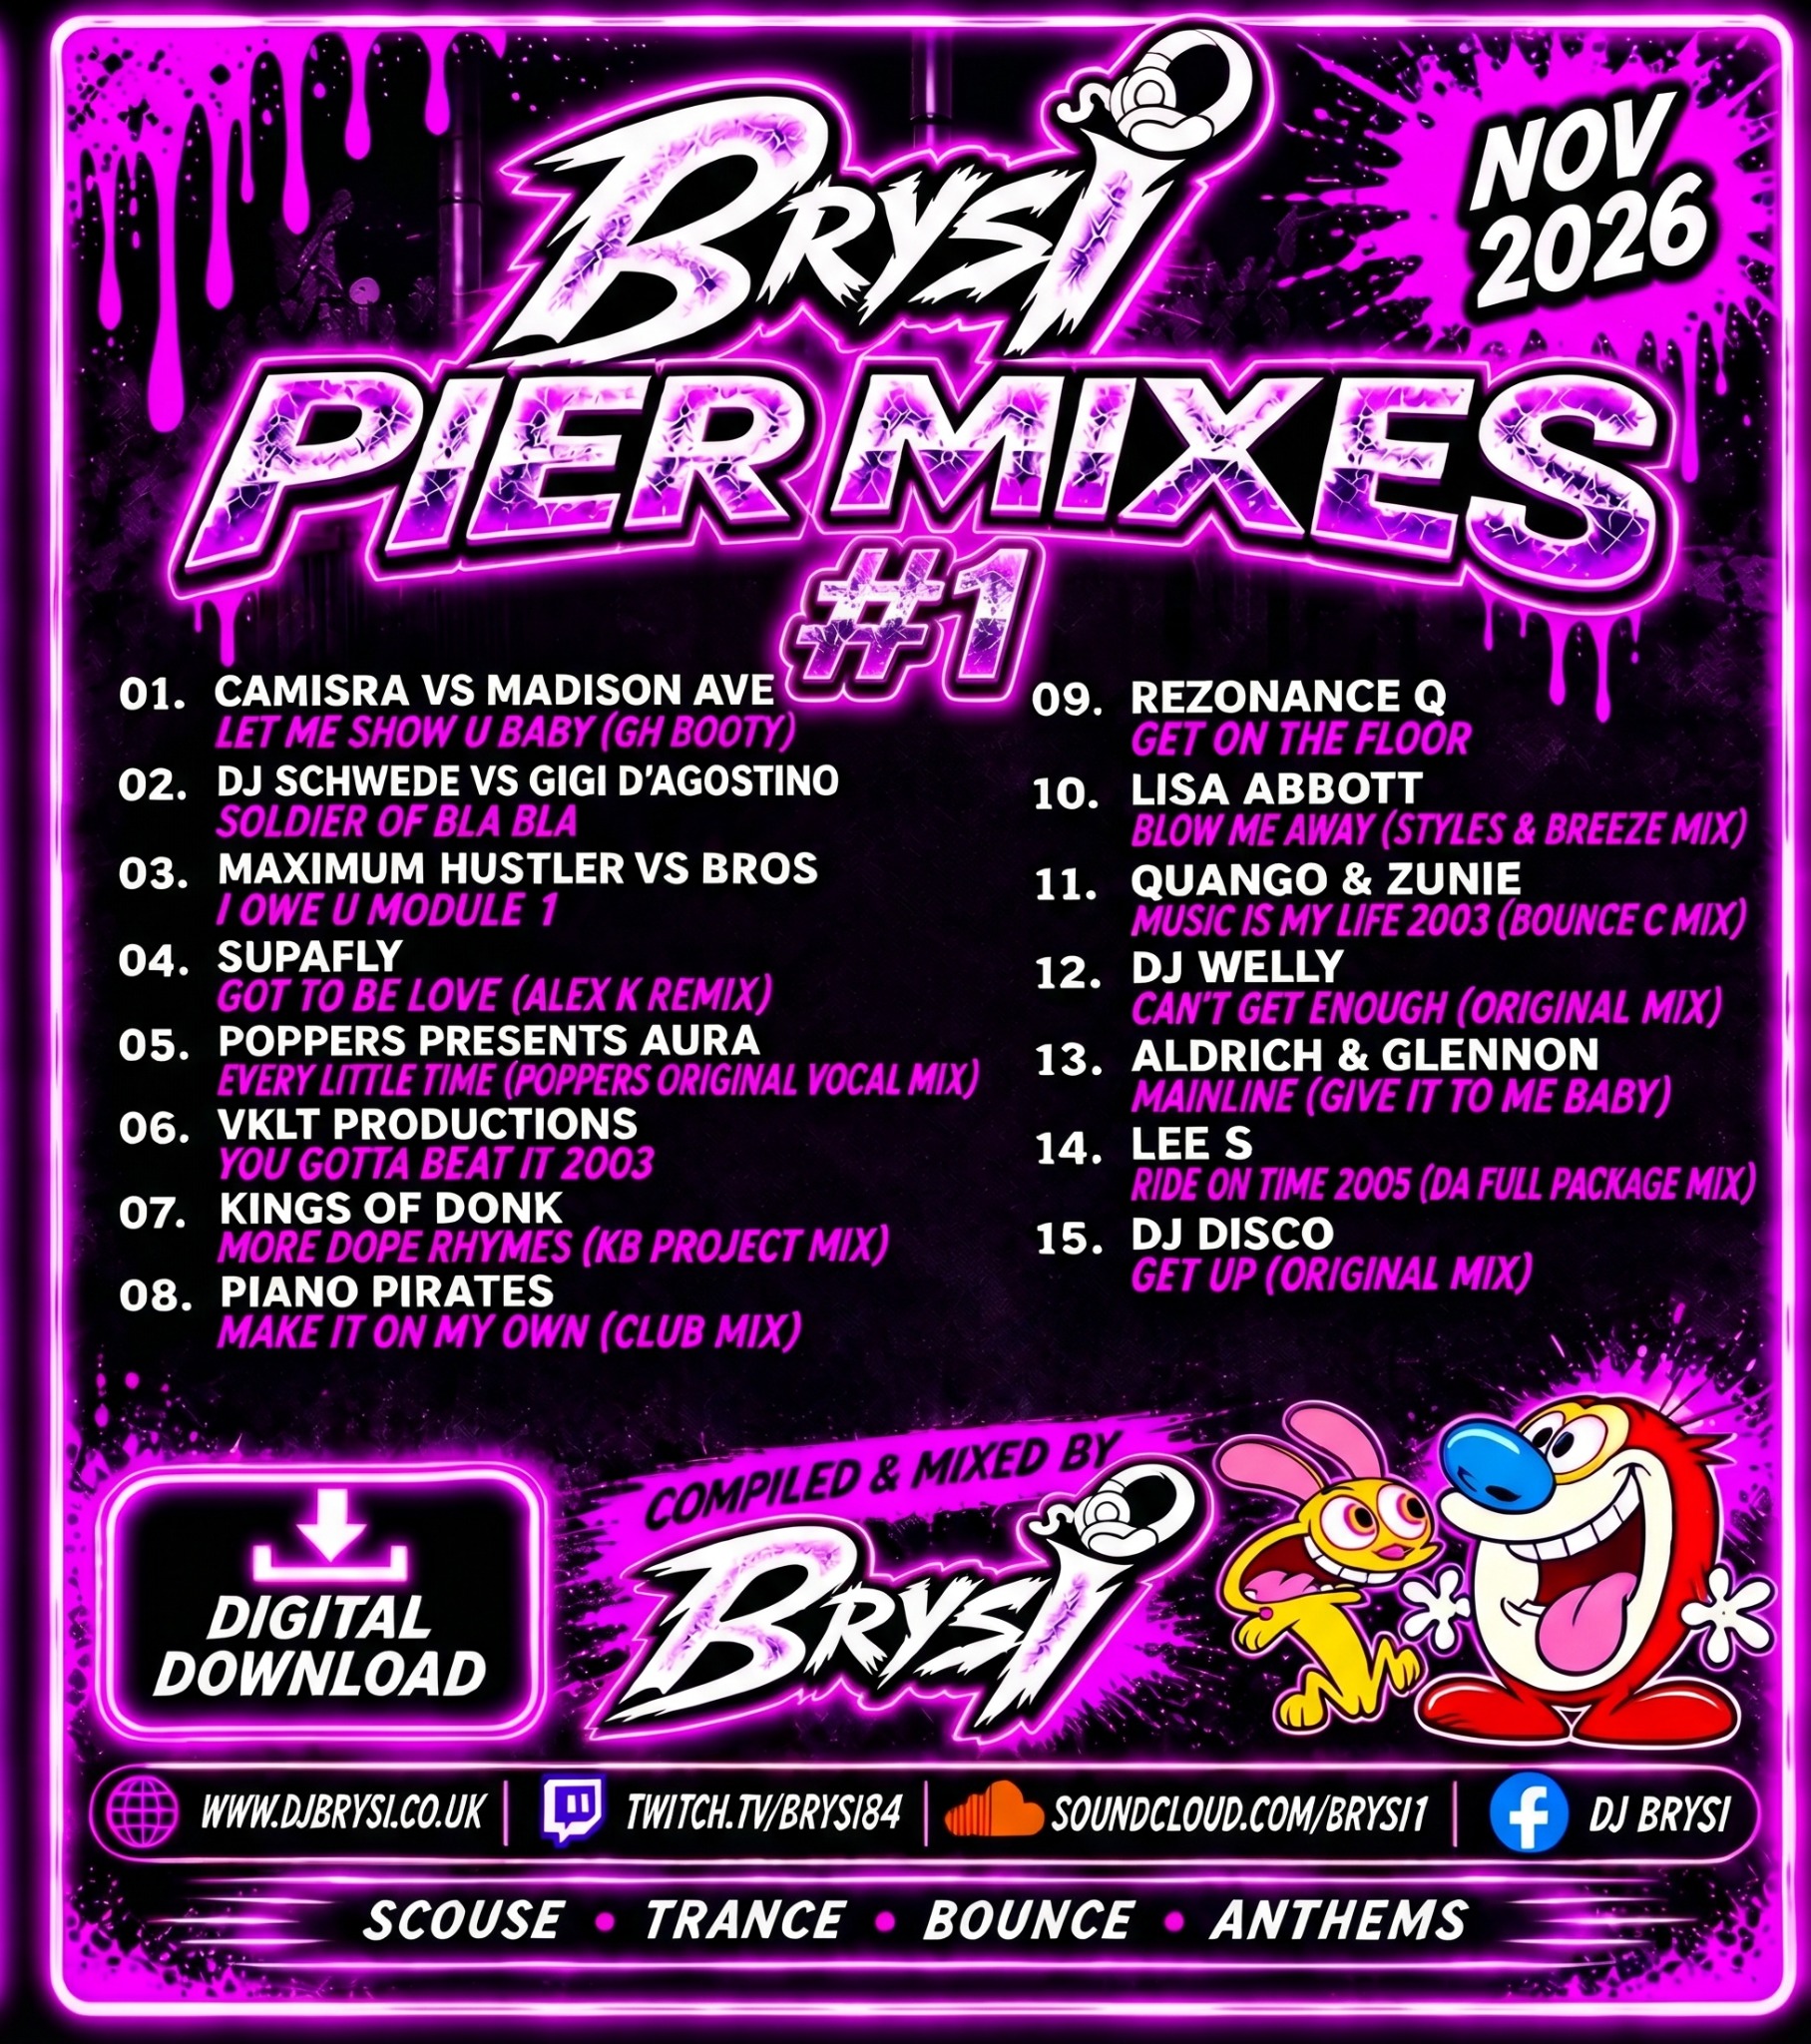 BRYSI
NOV
2026
PIER MIXES
#1
01. CAMISRA VS MADISON AVE
LET ME SHOW U BABY (GH BOOTY)
02. DJ SCHWEDE VS GIGI D'AGOSTINO
SOLDIER OF BLA BLA
03. MAXIMUM HUSTLER VS BROS
I OWE U MODULE 1
04. SUPAFLY
GOT TO BE LOVE (ALEX K REMIX)
05. POPPERS PRESENTS AURA
EVERY LITTLE TIME (POPPERS ORIGINAL VOCAL MIX)
06. VKLT PRODUCTIONS
YOU GOTTA BEAT IT 2003
07. KINGS OF DONK
MORE DOPE RHYMES (KB PROJECT MIX)
08. PIANO PIRATES
MAKE IT ON MY OWN (CLUB MIX)
09. REZONANCE Q
GET ON THE FLOOR
10. LISA ABBOTT
BLOW ME AWAY (STYLES & BREEZE MIX)
11. QUANGO & ZUNIE
MUSIC IS MY LIFE 2003 (BOUNCE C MIX)
12. DJ WELLY
CAN'T GET ENOUGH (ORIGINAL MIX)
13. ALDRICH & GLENNON
MAINLINE (GIVE IT TO ME BABY)
14. LEE S
RIDE ON TIME 2005 (DA FULL PACKAGE MIX)
15. DJ DISCO
GET UP (ORIGINAL MIX)
DIGITAL
DOWNLOAD
COMPILED & MIXED BY
BRYSI
WWW.DJBRYSI.CO.UK | TWITCH.TV/BRYSI84 | SOUNDCLOUD.COM/BRYSI1 | DJ BRYSI
SCOUSE • TRANCE • BOUNCE • ANTHEMS